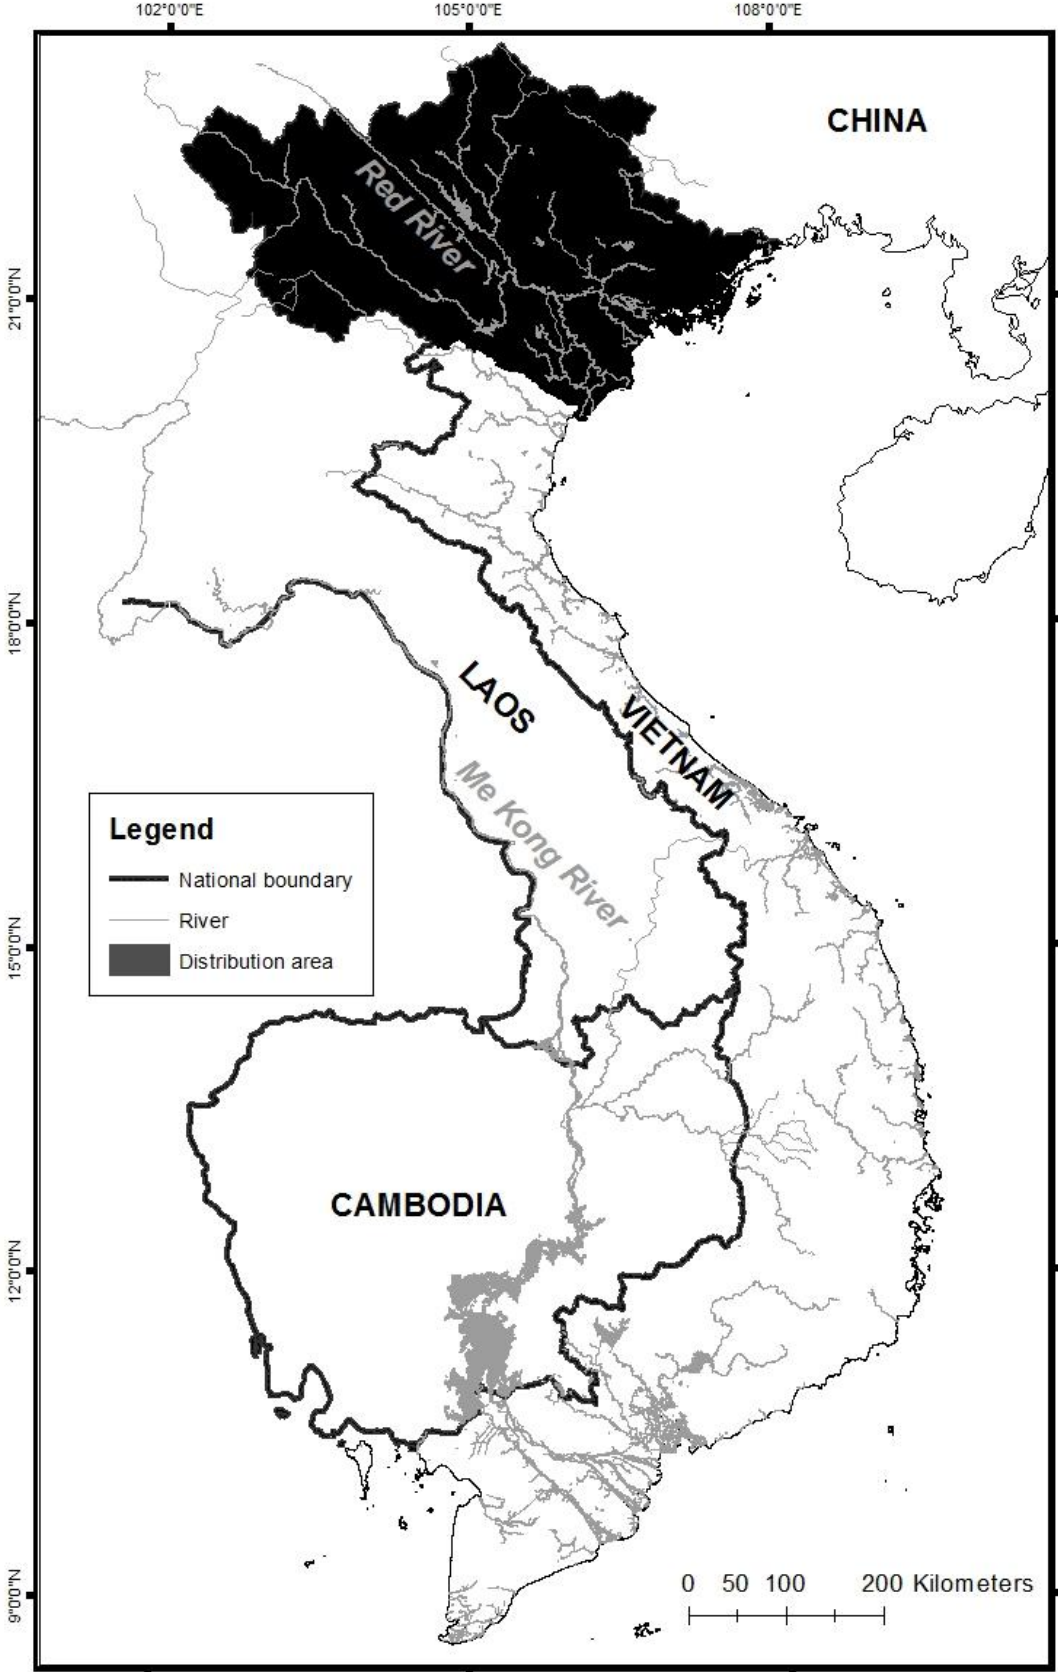 102°0'0"E 105°0'0"E 108°0'0"E
CHINA
Red River
21°0'0"N
18°0'0"N
LAOS
VIETNAM
Me Kong River
Legend
National boundary
River
Distribution area
15°0'0"N
CAMBODIA
12°0'0"N
0 50 100 200 Kilometers
9°0'0"N